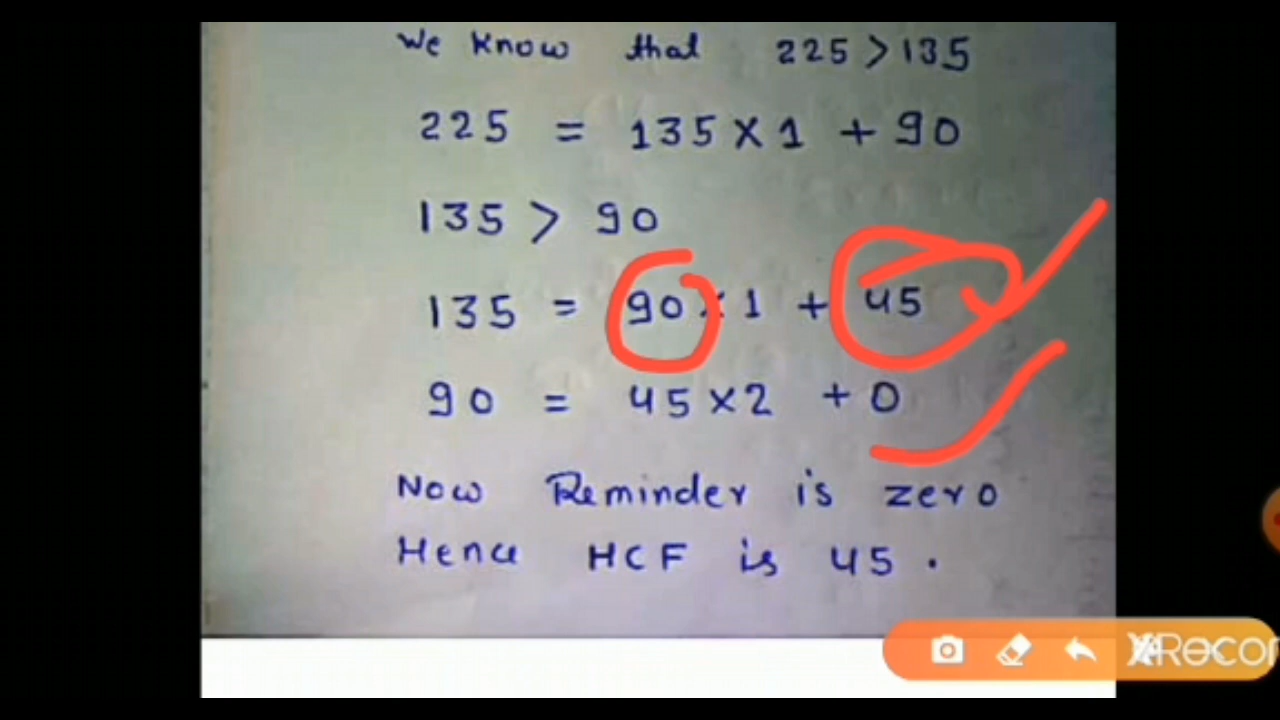 We know that 225 > 135
225 = 135 X 1 + 90
135 > 90
135 = 90 x 1 + 45
90 = 45 X 2 + 0
Now Reminder is zero
Hence HCF is 45 .
XRecor